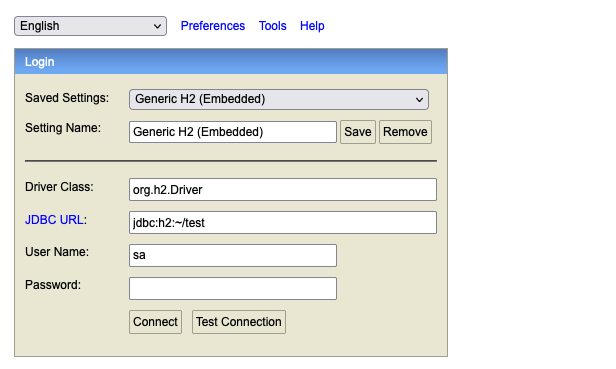 English Preferences Tools Help
Login
Saved Settings: Generic H2 (Embedded)
Setting Name: Generic H2 (Embedded) Save Remove
Driver Class: org.h2.Driver
JDBC URL: jdbc:h2:~/test
User Name: sa
Password:
Connect Test Connection